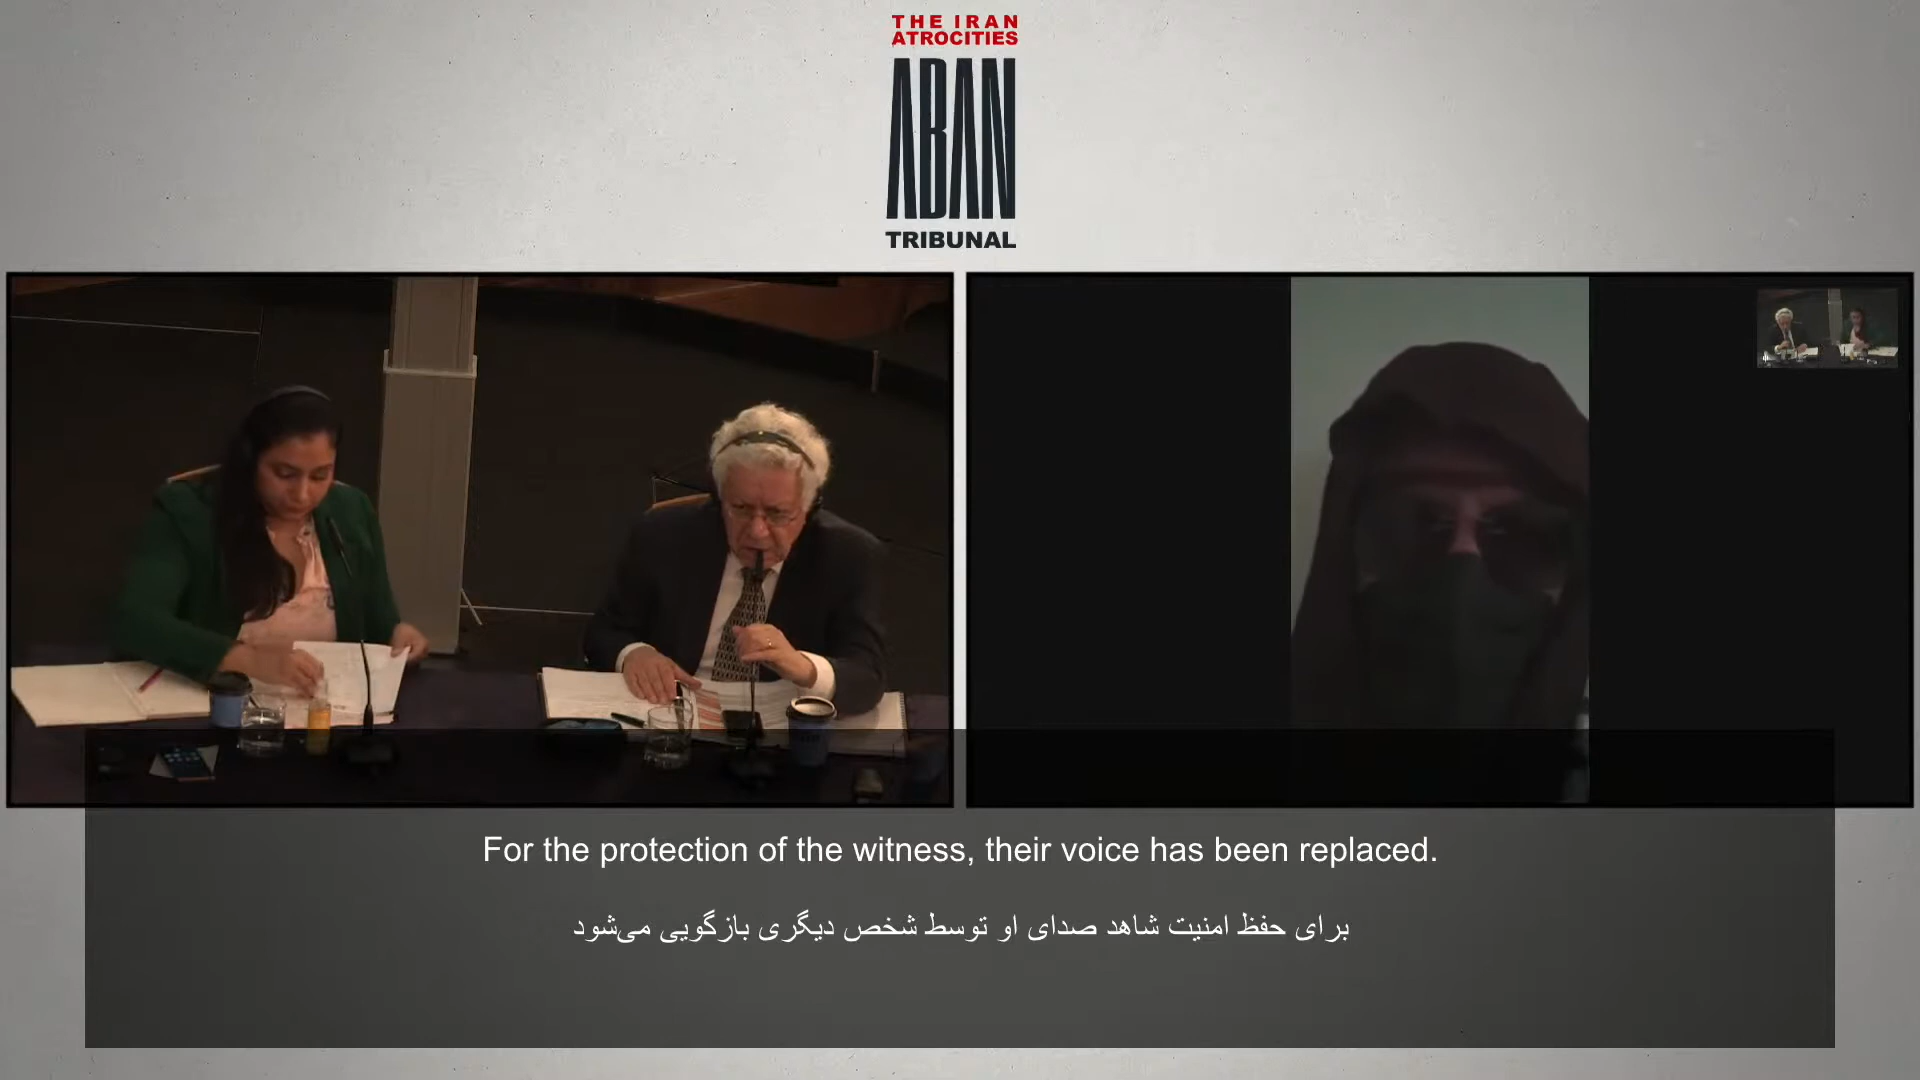 THE IRAN
ATROCITIES
ABAN
TRIBUNAL
For the protection of the witness, their voice has been replaced.
برای حفظ امنیت شاهد صدای او توسط شخص دیگری بازگویی می‌شود